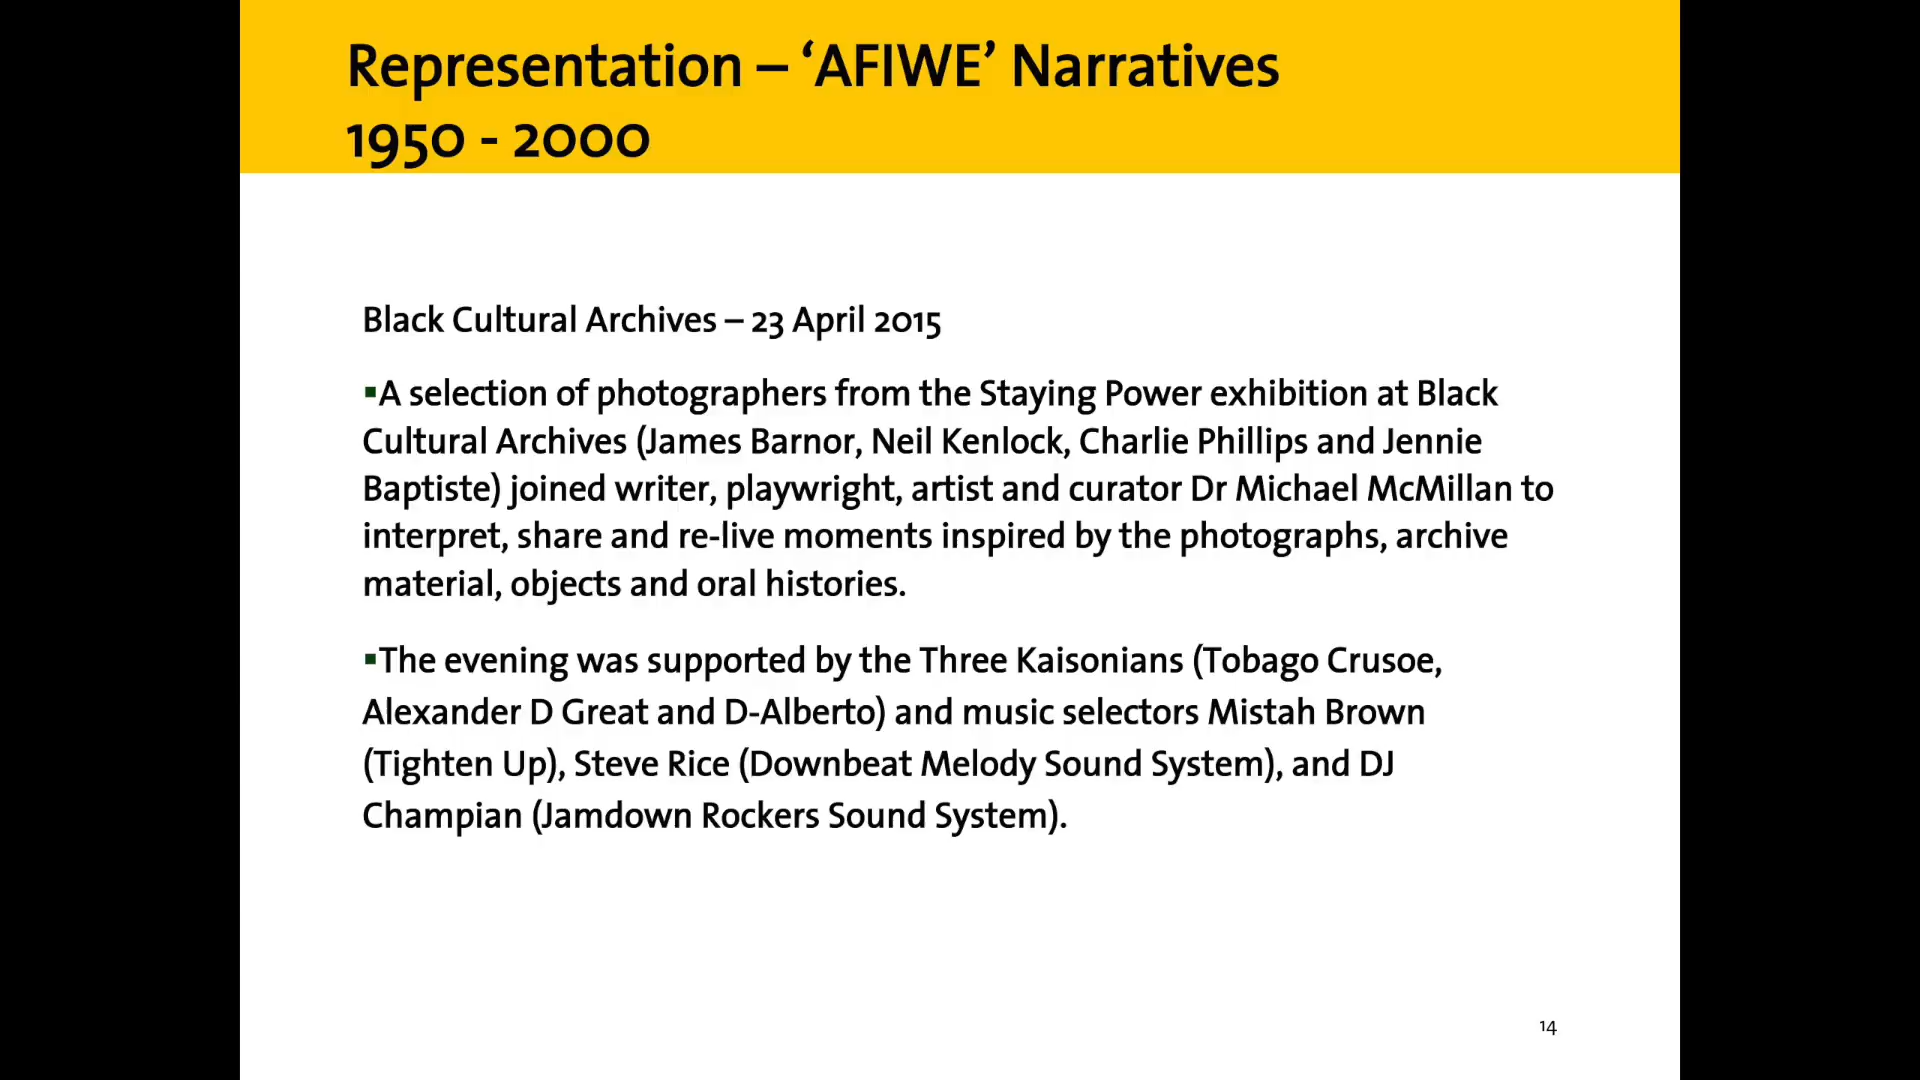 Representation – ‘AFIWE’ Narratives
1950 - 2000
Black Cultural Archives – 23 April 2015
▪A selection of photographers from the Staying Power exhibition at Black
Cultural Archives (James Barnor, Neil Kenlock, Charlie Phillips and Jennie
Baptiste) joined writer, playwright, artist and curator Dr Michael McMillan to
interpret, share and re-live moments inspired by the photographs, archive
material, objects and oral histories.
▪The evening was supported by the Three Kaisonians (Tobago Crusoe,
Alexander D Great and D-Alberto) and music selectors Mistah Brown
(Tighten Up), Steve Rice (Downbeat Melody Sound System), and DJ
Champian (Jamdown Rockers Sound System).
14